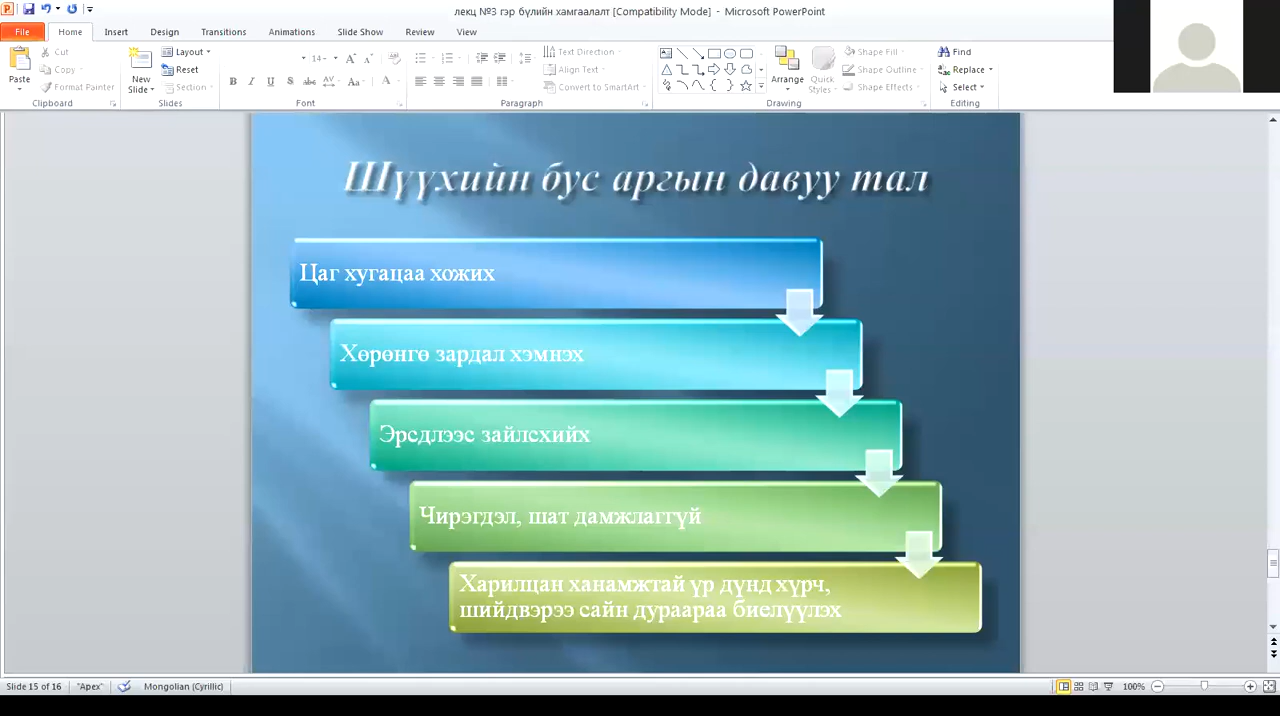 лекц №3 гэр бүлийн хамгаалалт [Compatibility Mode] - Microsoft PowerPoint
File Home Insert Design Transitions Animations Slide Show Review View
Cut
Copy
Format Painter
Paste
Clipboard
New
Slide
Layout
Reset
Section
Slides
14
B I U S abc AV Aa A
Font
Text Direction
Align Text
Convert to SmartArt
Paragraph
Arrange
Quick
Styles
Shape Fill
Shape Outline
Shape Effects
Drawing
Find
Replace
Select
Editing
Шүүхийн бус аргын давуу тал
Цаг хугацаа хожих
Хөрөнгө зардал хэмнэх
Эрсдлээс зайлсхийх
Чирэгдэл, шат дамжлаггүй
Харилцан ханамжтай үр дүнд хүрч,
шийдвэрээ сайн дураараа биелүүлэх
Slide 15 of 16 "Apex" Mongolian (Cyrillic) 100%